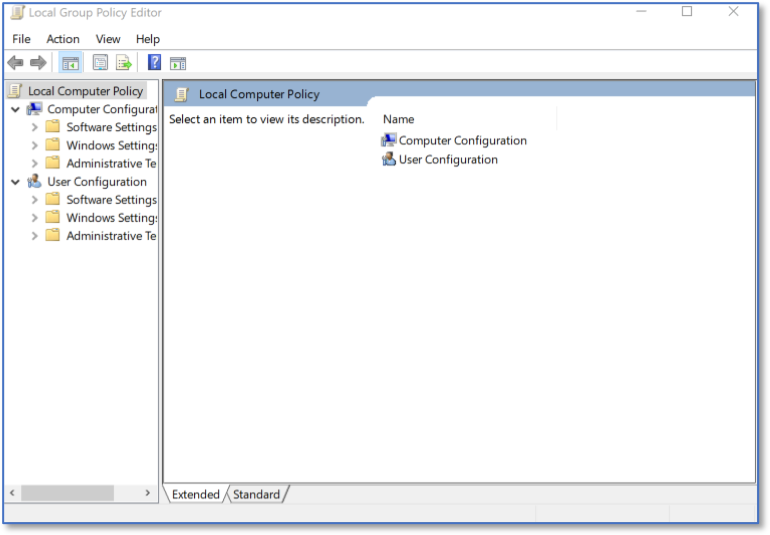 Local Group Policy Editor
File Action View Help
Local Computer Policy
Computer Configurat
Software Settings
Windows Setting
Administrative Te
User Configuration
Software Settings
Windows Setting
Administrative Te
Local Computer Policy
Select an item to view its description.
Name
Computer Configuration
User Configuration
Extended Standard